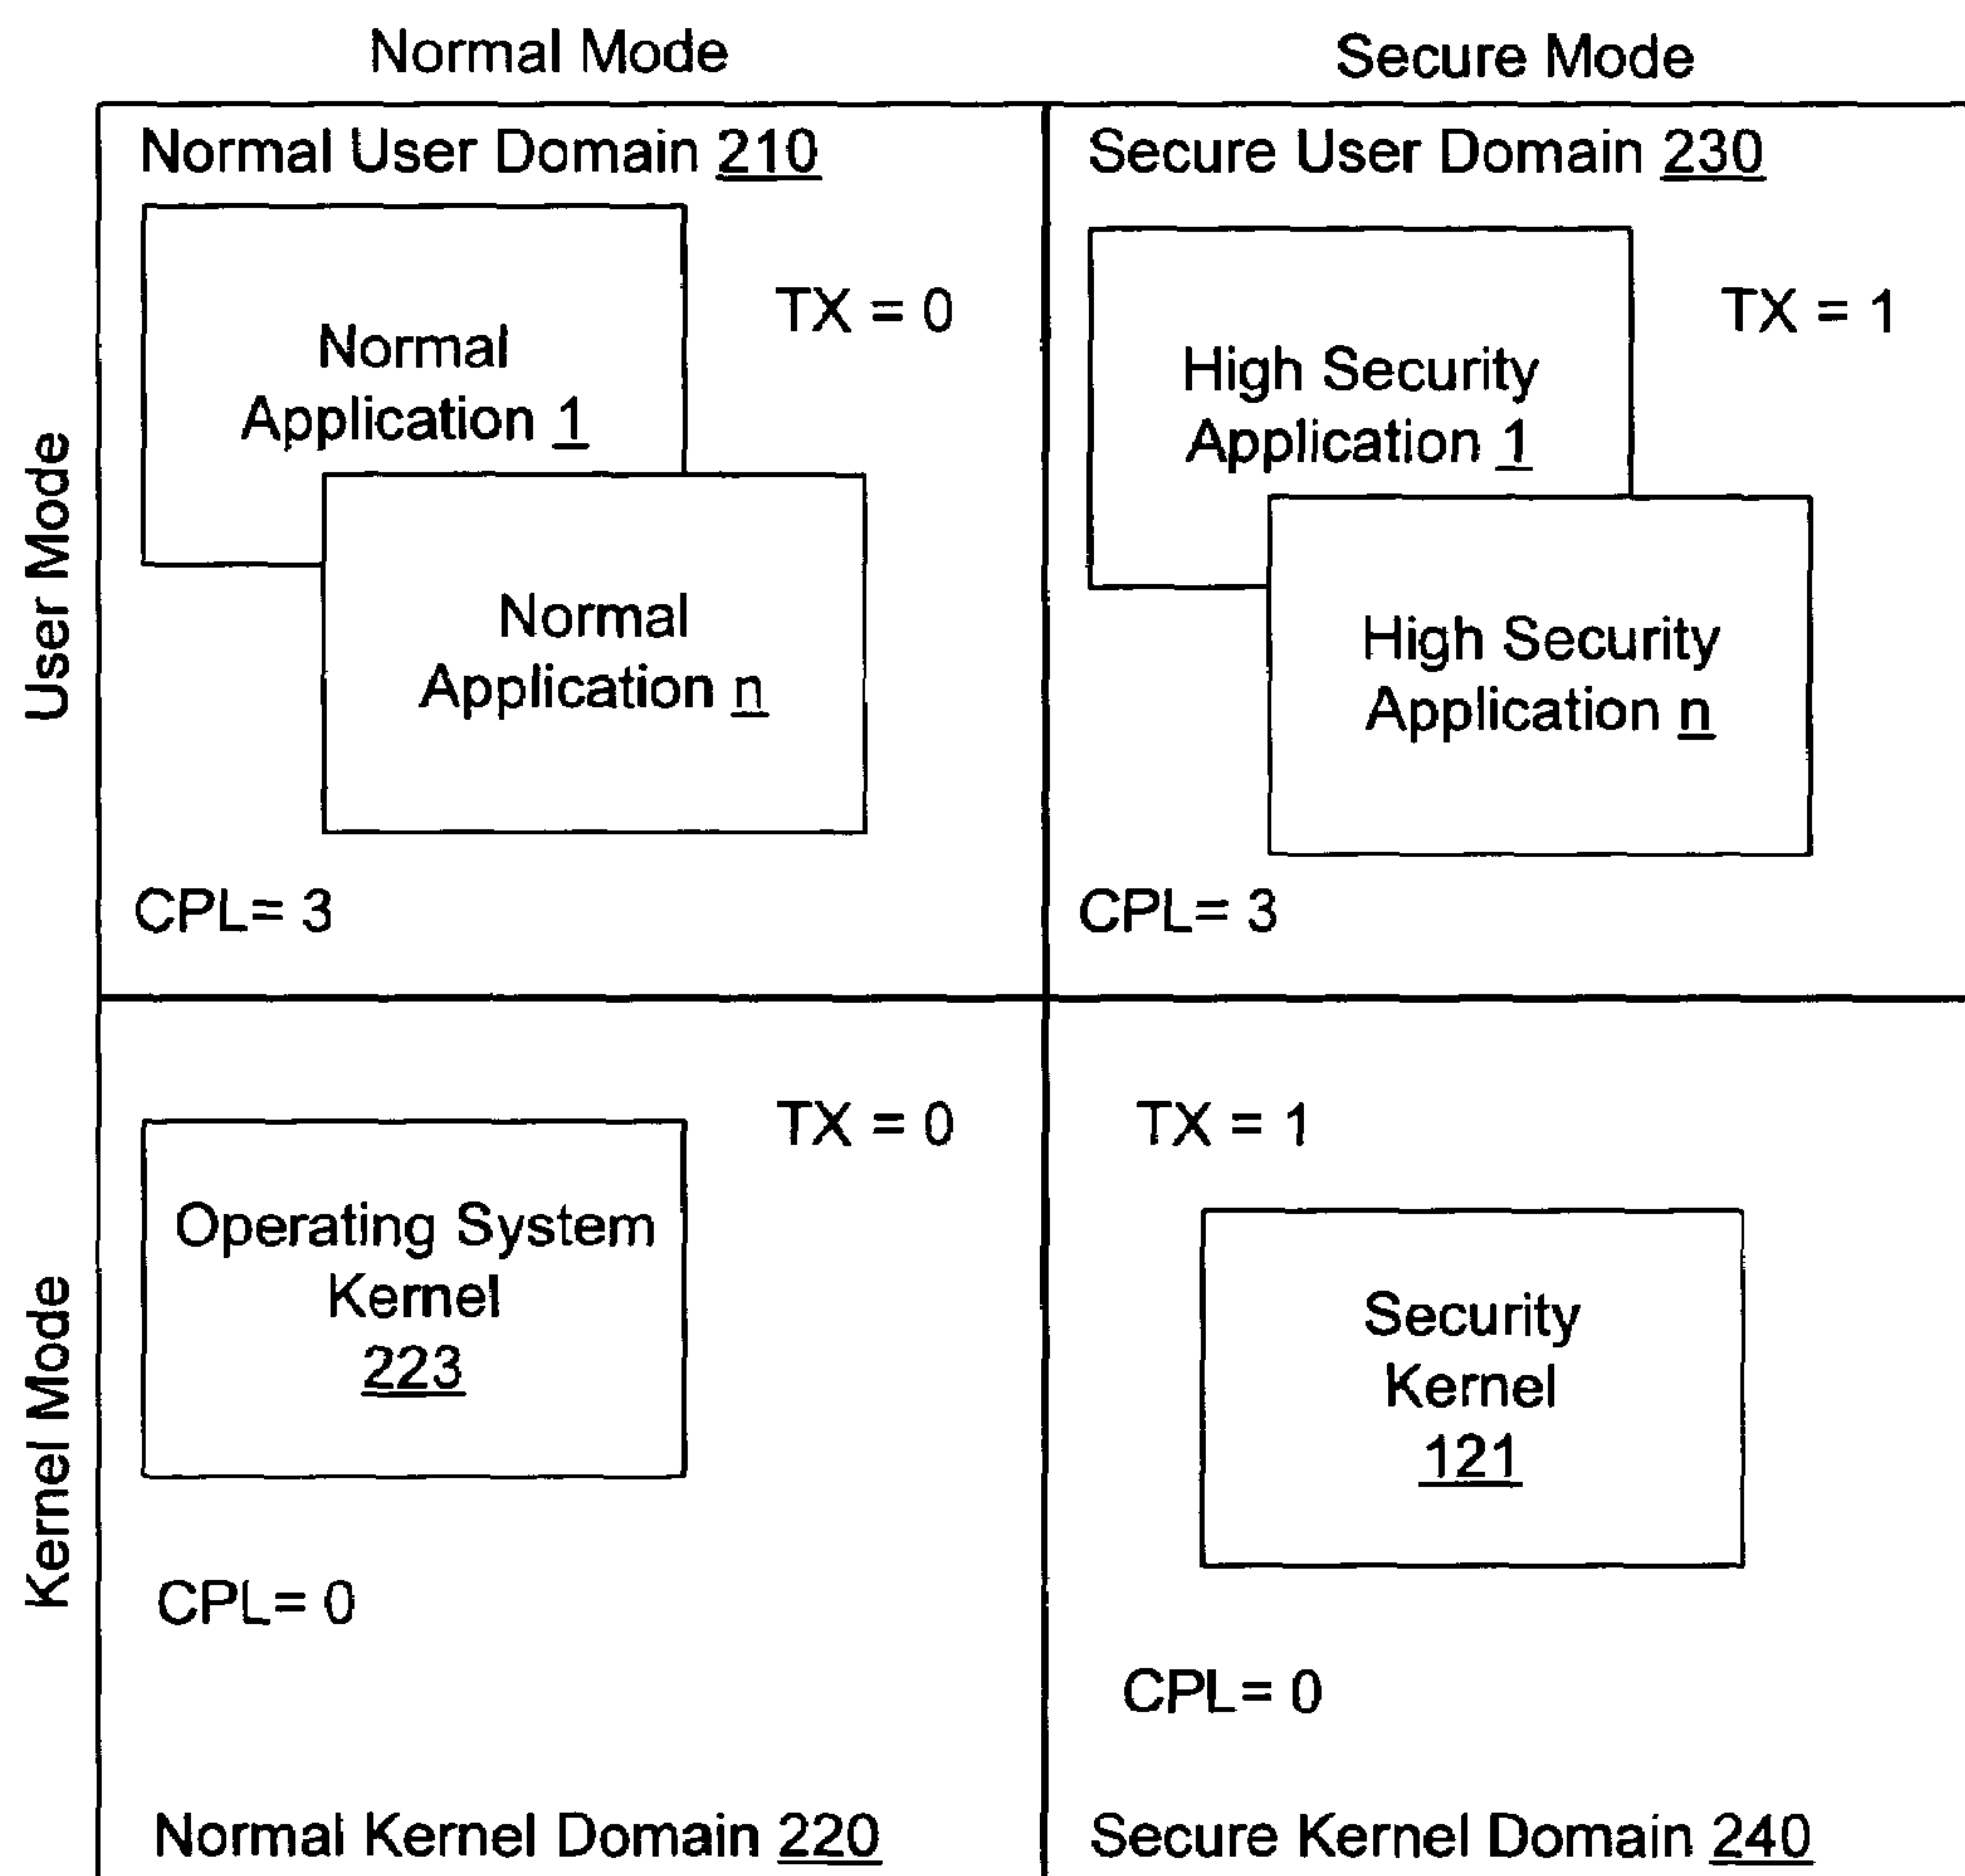 Normal Mode
Secure Mode
User Mode
Normal User Domain 210
TX = 0
Normal
Application 1
Normal
Application n
CPL= 3
Secure User Domain 230
TX = 1
High Security
Application 1
High Security
Application n
CPL= 3
Kernel Mode
TX = 0
Operating System
Kernel
223
CPL= 0
Normal Kernel Domain 220
TX = 1
Security
Kernel
121
CPL= 0
Secure Kernel Domain 240